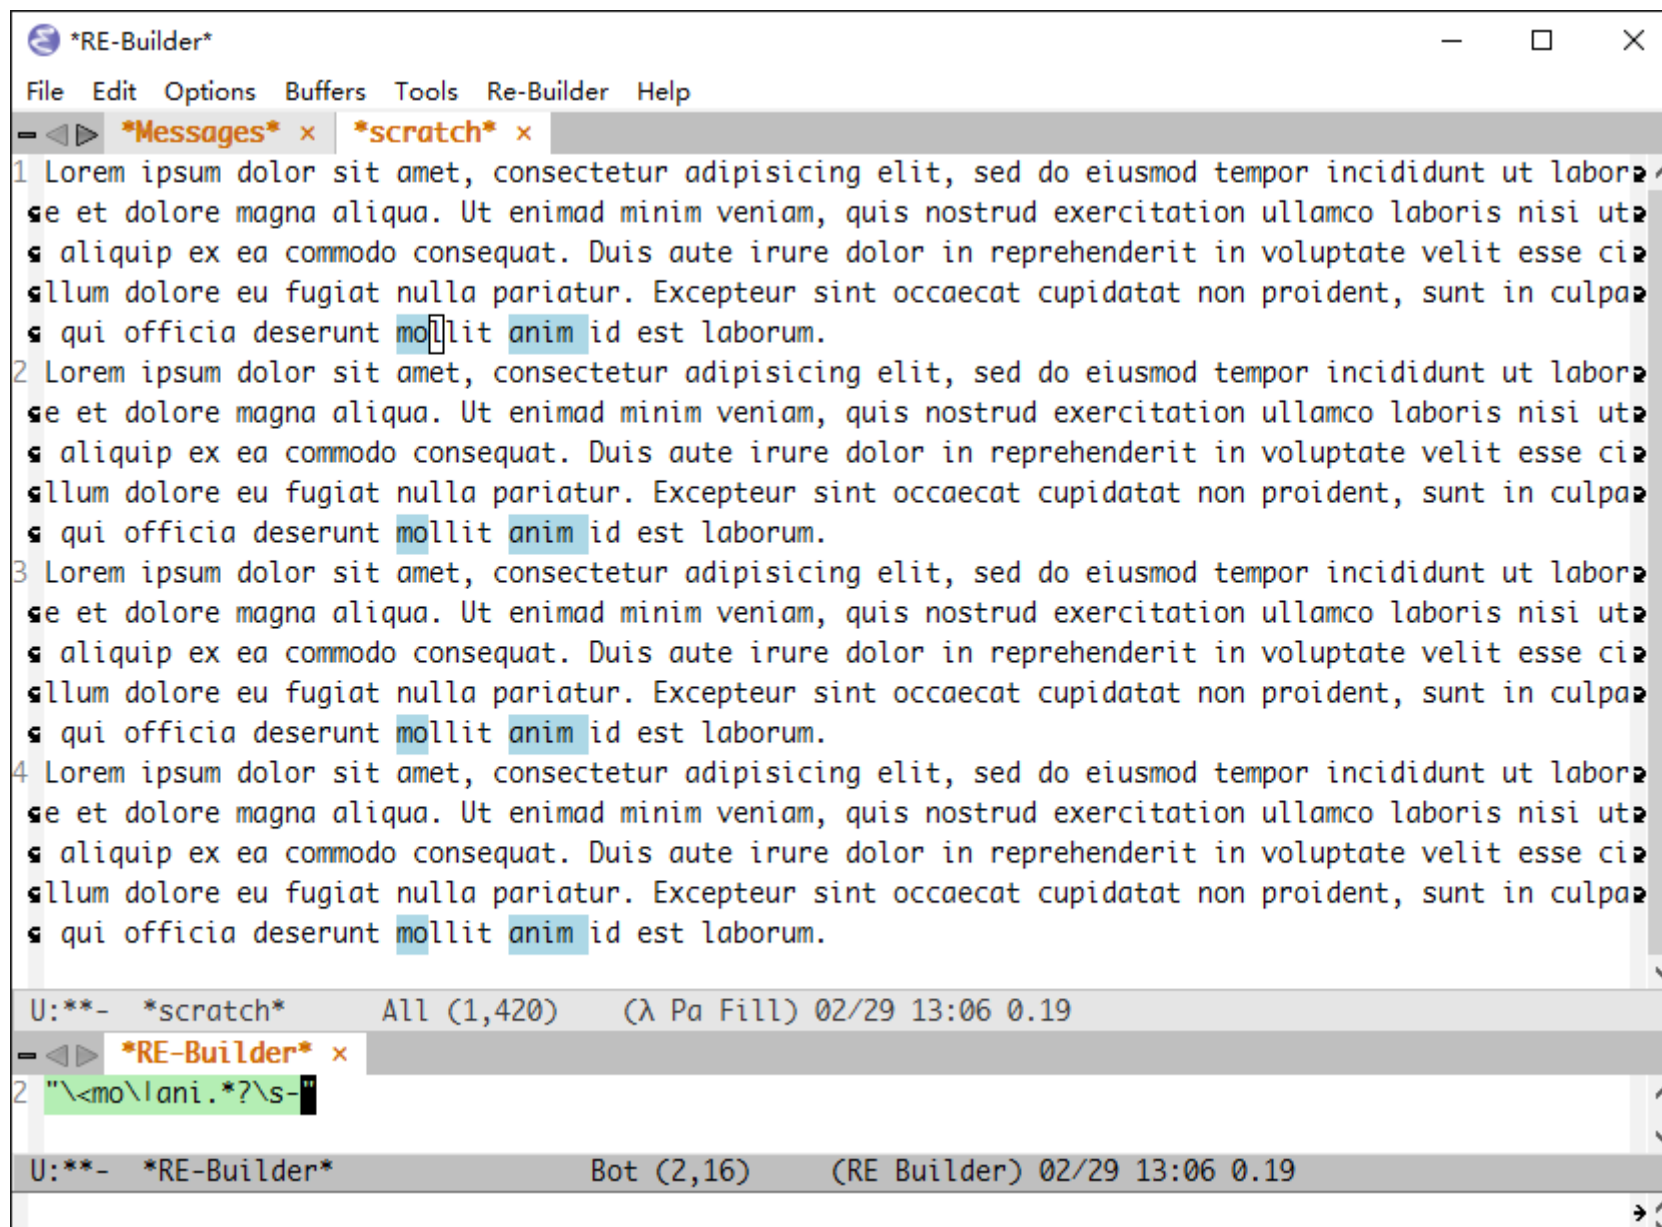 *RE-Builder*
File Edit Options Buffers Tools Re-Builder Help
*Messages* × *scratch* ×
1 Lorem ipsum dolor sit amet, consectetur adipisicing elit, sed do eiusmod tempor incididunt ut labor
e et dolore magna aliqua. Ut enimad minim veniam, quis nostrud exercitation ullamco laboris nisi ut
aliquip ex ea commodo consequat. Duis aute irure dolor in reprehenderit in voluptate velit esse ci
llum dolore eu fugiat nulla pariatur. Excepteur sint occaecat cupidatat non proident, sunt in culpa
qui officia deserunt mollit anim id est laborum.
2 Lorem ipsum dolor sit amet, consectetur adipisicing elit, sed do eiusmod tempor incididunt ut labor
e et dolore magna aliqua. Ut enimad minim veniam, quis nostrud exercitation ullamco laboris nisi ut
aliquip ex ea commodo consequat. Duis aute irure dolor in reprehenderit in voluptate velit esse ci
llum dolore eu fugiat nulla pariatur. Excepteur sint occaecat cupidatat non proident, sunt in culpa
qui officia deserunt mollit anim id est laborum.
3 Lorem ipsum dolor sit amet, consectetur adipisicing elit, sed do eiusmod tempor incididunt ut labor
e et dolore magna aliqua. Ut enimad minim veniam, quis nostrud exercitation ullamco laboris nisi ut
aliquip ex ea commodo consequat. Duis aute irure dolor in reprehenderit in voluptate velit esse ci
llum dolore eu fugiat nulla pariatur. Excepteur sint occaecat cupidatat non proident, sunt in culpa
qui officia deserunt mollit anim id est laborum.
4 Lorem ipsum dolor sit amet, consectetur adipisicing elit, sed do eiusmod tempor incididunt ut labor
e et dolore magna aliqua. Ut enimad minim veniam, quis nostrud exercitation ullamco laboris nisi ut
aliquip ex ea commodo consequat. Duis aute irure dolor in reprehenderit in voluptate velit esse ci
llum dolore eu fugiat nulla pariatur. Excepteur sint occaecat cupidatat non proident, sunt in culpa
qui officia deserunt mollit anim id est laborum.
U:**- *scratch* All (1,420) (λ Pa Fill) 02/29 13:06 0.19
*RE-Builder* ×
2 "\<mo\|ani.*?\s-"
U:**- *RE-Builder* Bot (2,16) (RE Builder) 02/29 13:06 0.19